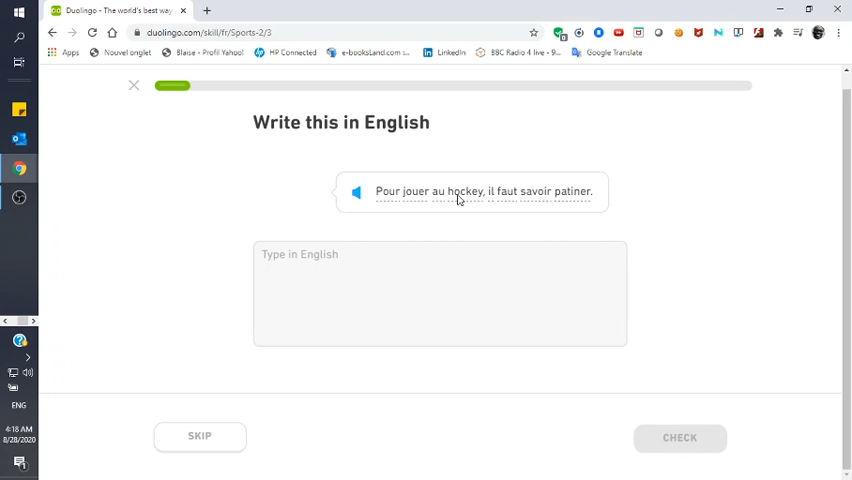 Duolingo - The world's best way
duolingo.com/skill/fr/Sports-2/3
Apps
Nouvel onglet
Blaise - Profil Yahoo!
HP Connected
e-booksLand.com :...
LinkedIn
BBC Radio 4 live - 9...
Google Translate
Write this in English
Pour jouer au hockey, il faut savoir patiner.
Type in English
SKIP
CHECK
ENG
4:18 AM
8/28/2020